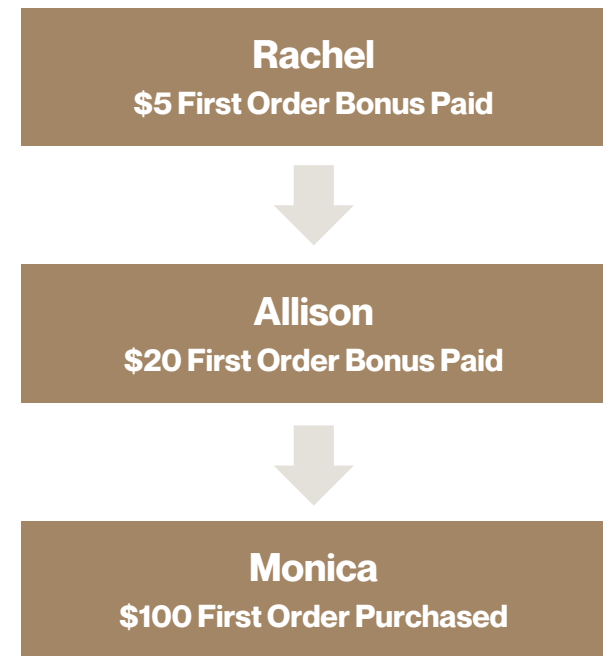 Rachel
$5 First Order Bonus Paid
Allison
$20 First Order Bonus Paid
Monica
$100 First Order Purchased